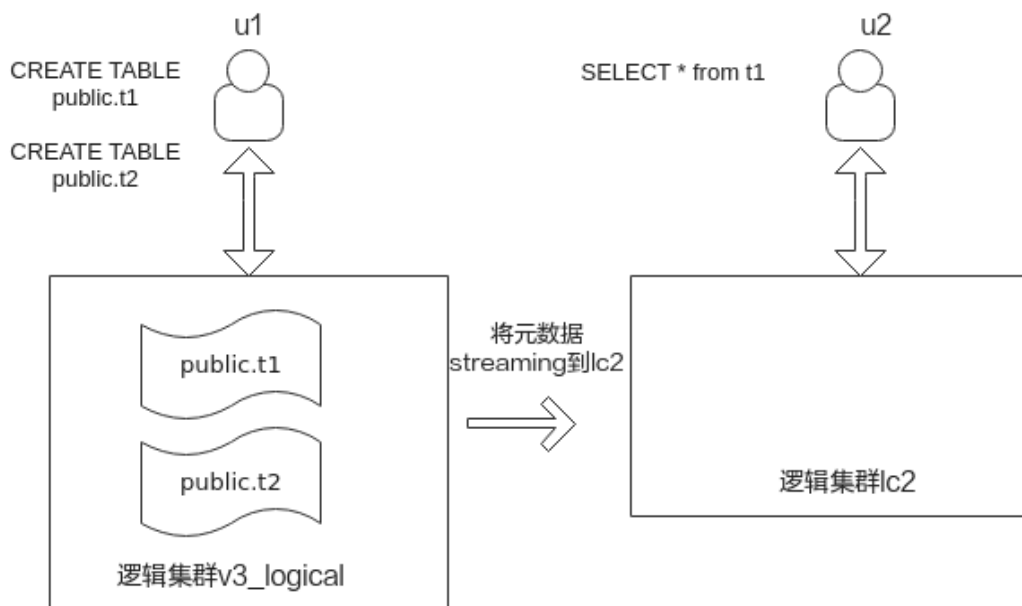 u1
CREATE TABLE
public.t1
CREATE TABLE
public.t2
u2
SELECT * from t1
public.t1
public.t2
逻辑集群v3_logical
将元数据
streaming到lc2
逻辑集群lc2